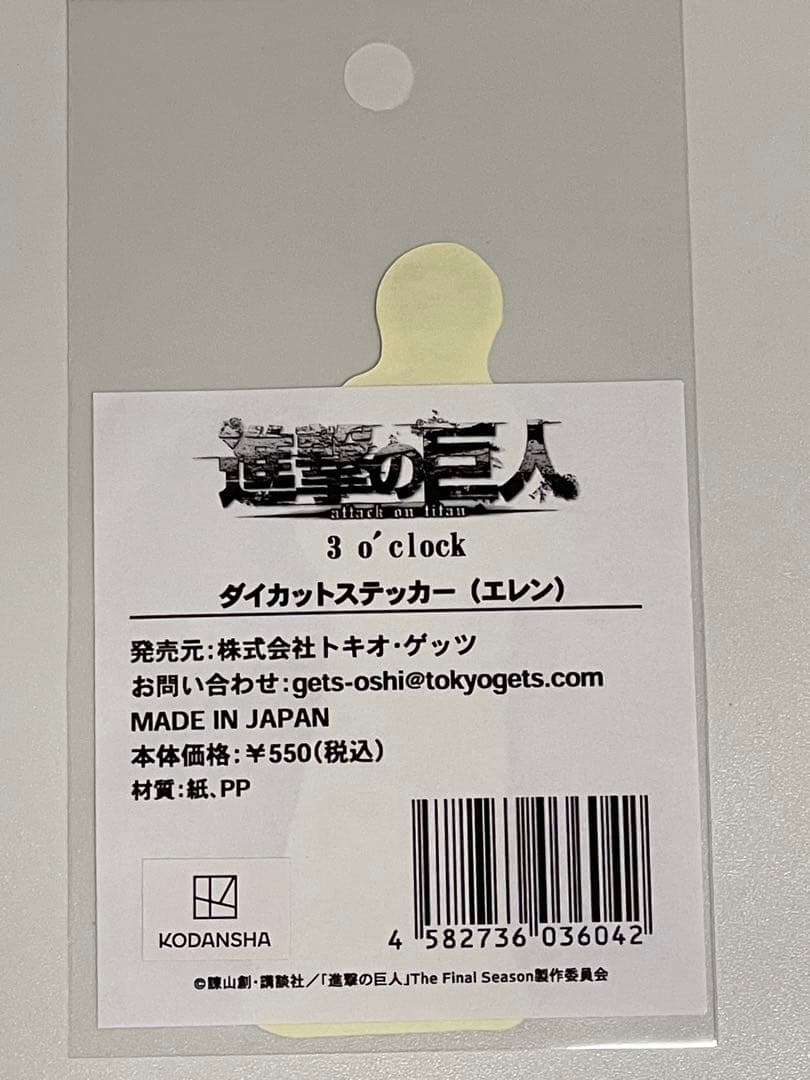 進撃の巨人
attack on titan
3 o'clock
ダイカットステッカー（エレン）
発売元：株式会社トキオ・ゲッツ
お問い合わせ：gets-oshi@tokyogets.com
MADE IN JAPAN
本体価格：￥550（税込）
材質：紙、PP
KODANSHA
4 582736 036042
©諫山創・講談社／「進撃の巨人」The Final Season製作委員会